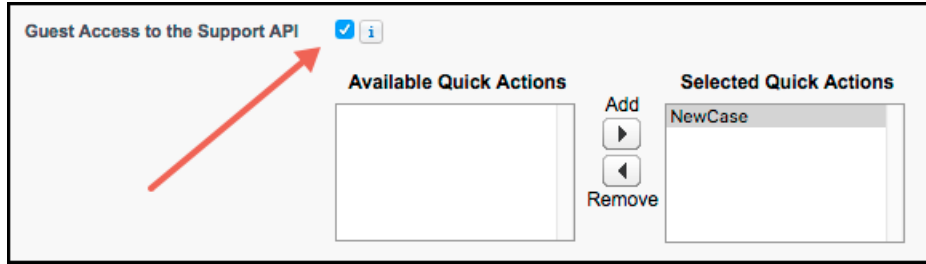 Guest Access to the Support API
i
Available Quick Actions
Selected Quick Actions
Add
NewCase
Remove